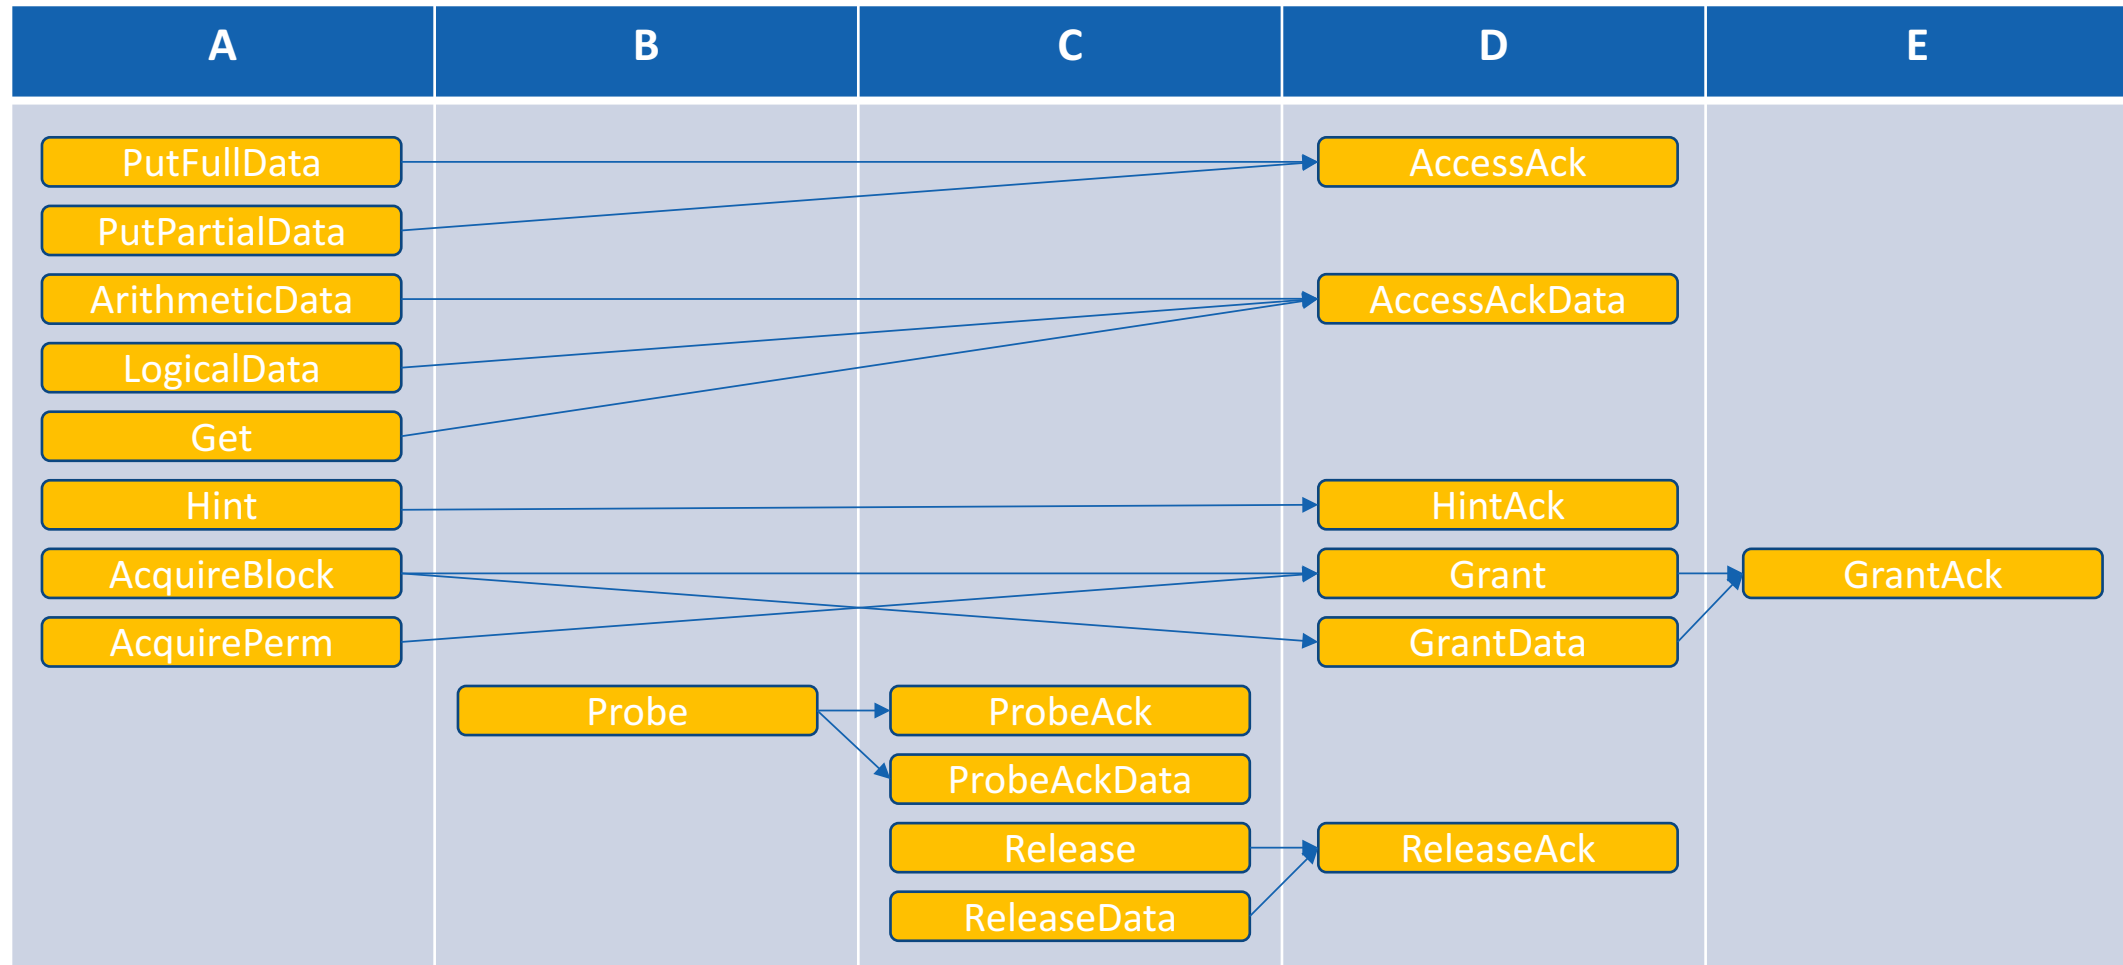 A
B
C
D
E
PutFullData
AccessAck
PutPartialData
ArithmeticData
AccessAckData
LogicalData
Get
Hint
HintAck
AcquireBlock
Grant
GrantAck
AcquirePerm
GrantData
Probe
ProbeAck
ProbeAckData
Release
ReleaseAck
ReleaseData